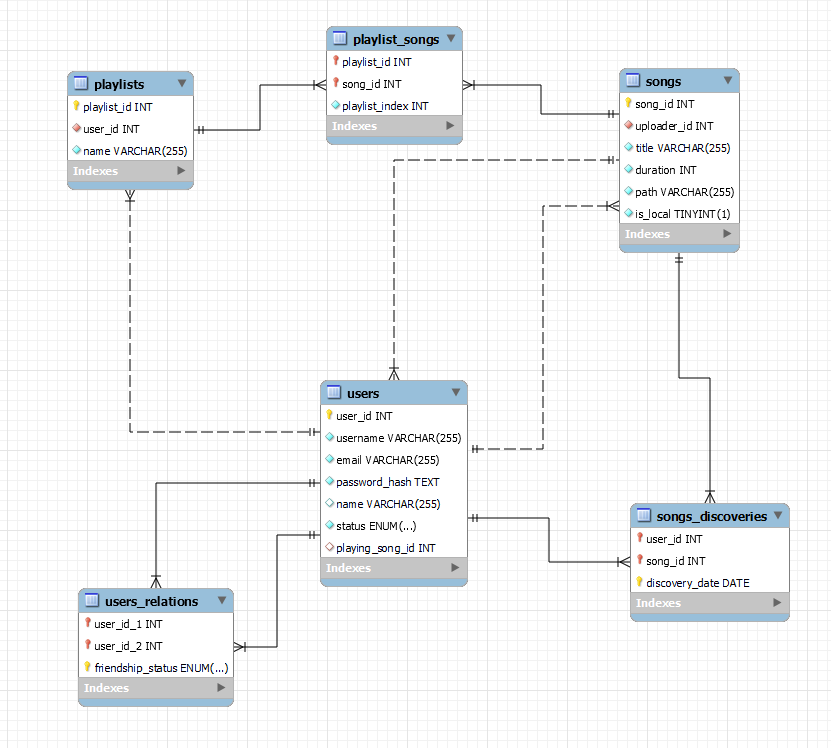 playlist_songs
playlist_id INT
song_id INT
playlist_index INT
Indexes
playlists
playlist_id INT
user_id INT
name VARCHAR(255)
Indexes
songs
song_id INT
uploader_id INT
title VARCHAR(255)
duration INT
path VARCHAR(255)
is_local TINYINT(1)
Indexes
users
user_id INT
username VARCHAR(255)
email VARCHAR(255)
password_hash TEXT
name VARCHAR(255)
status ENUM(...)
playing_song_id INT
Indexes
songs_discoveries
user_id INT
song_id INT
discovery_date DATE
Indexes
users_relations
user_id_1 INT
user_id_2 INT
friendship_status ENUM(...)
Indexes